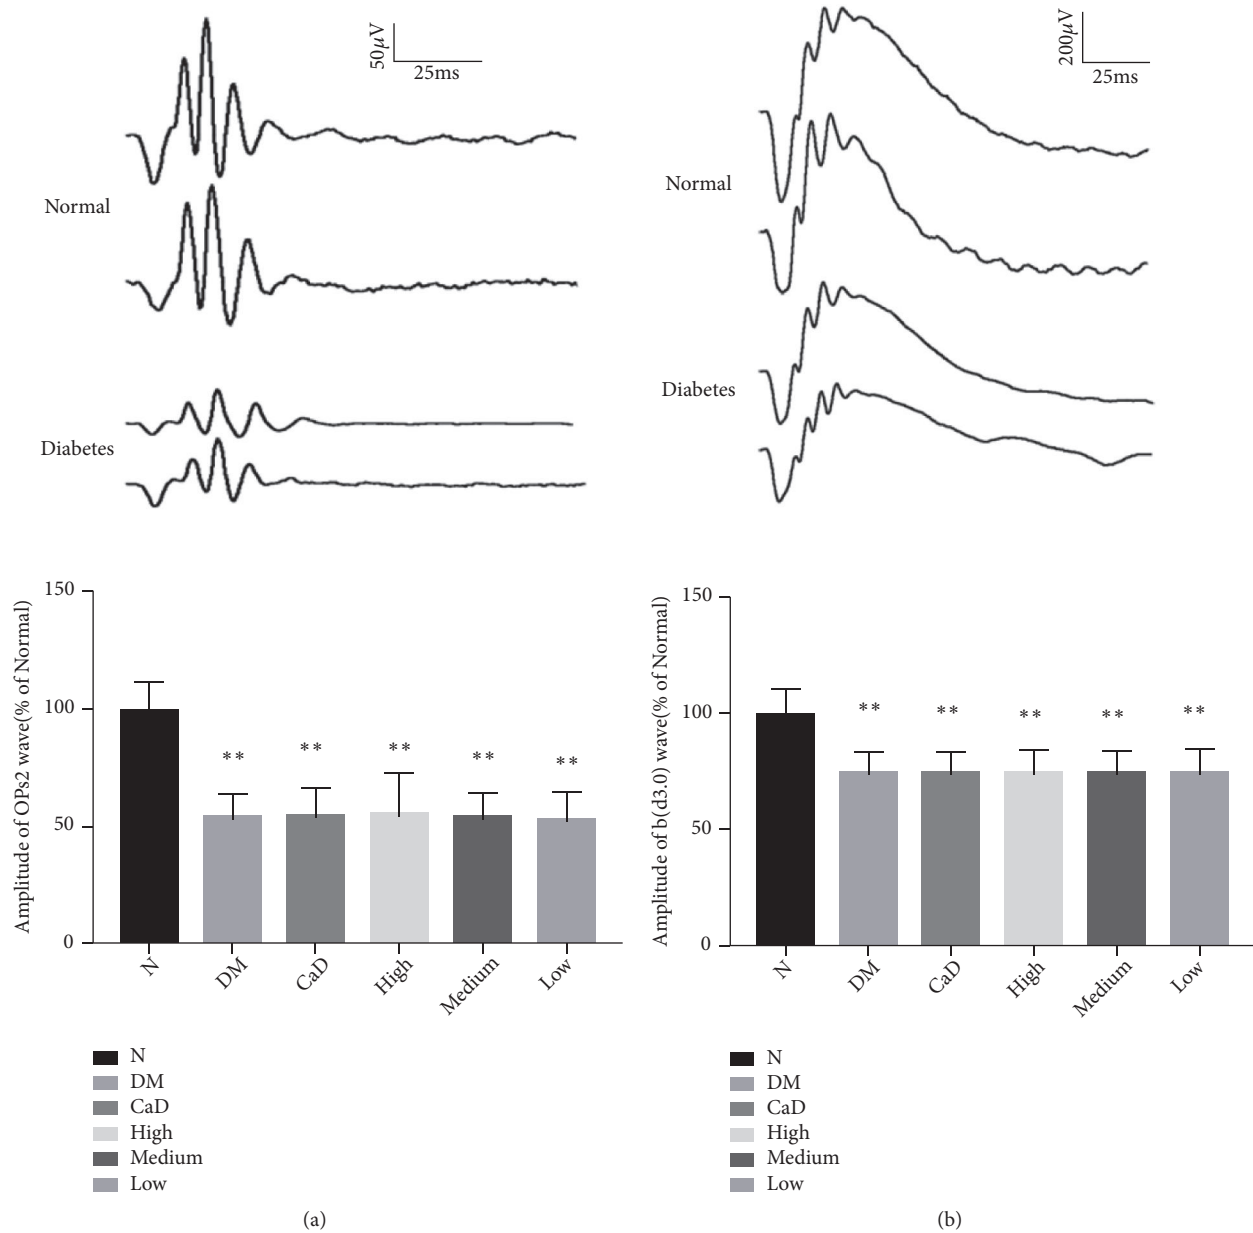 50μV
25ms
Normal
Diabetes
200μV
25ms
Normal
Diabetes
Amplitude of OPs2 wave(% of Normal)
150
100
50
0
**
**
**
**
**
N
DM
CaD
High
Medium
Low
N
DM
CaD
High
Medium
Low
(a)
Amplitude of b(d3.0) wave(% of Normal)
150
100
50
0
**
**
**
**
**
N
DM
CaD
High
Medium
Low
N
DM
CaD
High
Medium
Low
(b)